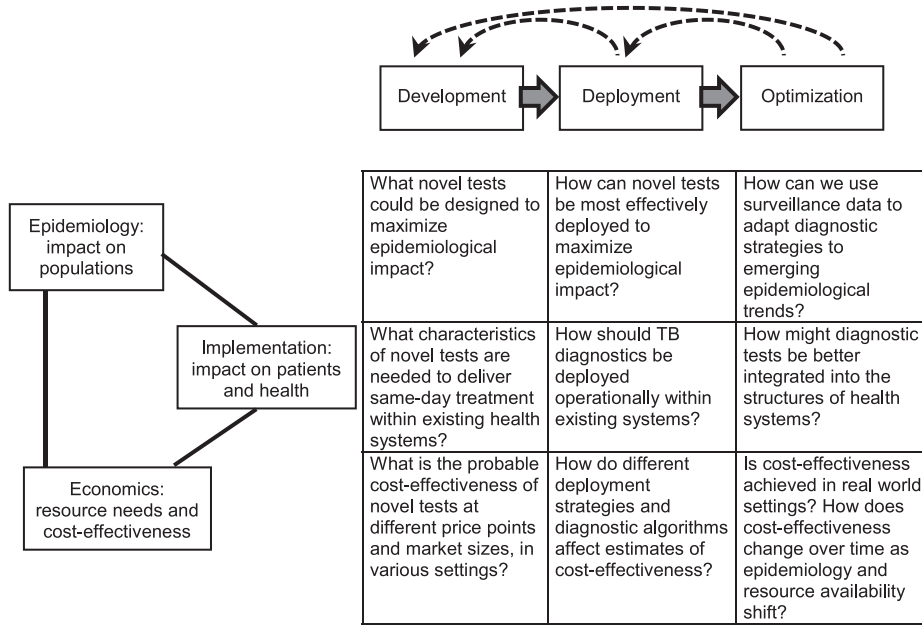 Development
Deployment
Optimization
Epidemiology:
impact on
populations
Implementation:
impact on patients
and health
Economics:
resource needs and
cost-effectiveness
What novel tests
could be designed to
maximize
epidemiological
impact?
How can novel tests
be most effectively
deployed to
maximize
epidemiological
impact?
How can we use
surveillance data to
adapt diagnostic
strategies to
emerging
epidemiological
trends?
What characteristics
of novel tests are
needed to deliver
same-day treatment
within existing health
systems?
How should TB
diagnostics be
deployed
operationally within
existing systems?
How might diagnostic
tests be better
integrated into the
structures of health
systems?
What is the probable
cost-effectiveness of
novel tests at
different price points
and market sizes, in
various settings?
How do different
deployment
strategies and
diagnostic algorithms
affect estimates of
cost-effectiveness?
Is cost-effectiveness
achieved in real world
settings? How does
cost-effectiveness
change over time as
epidemiology and
resource availability
shift?